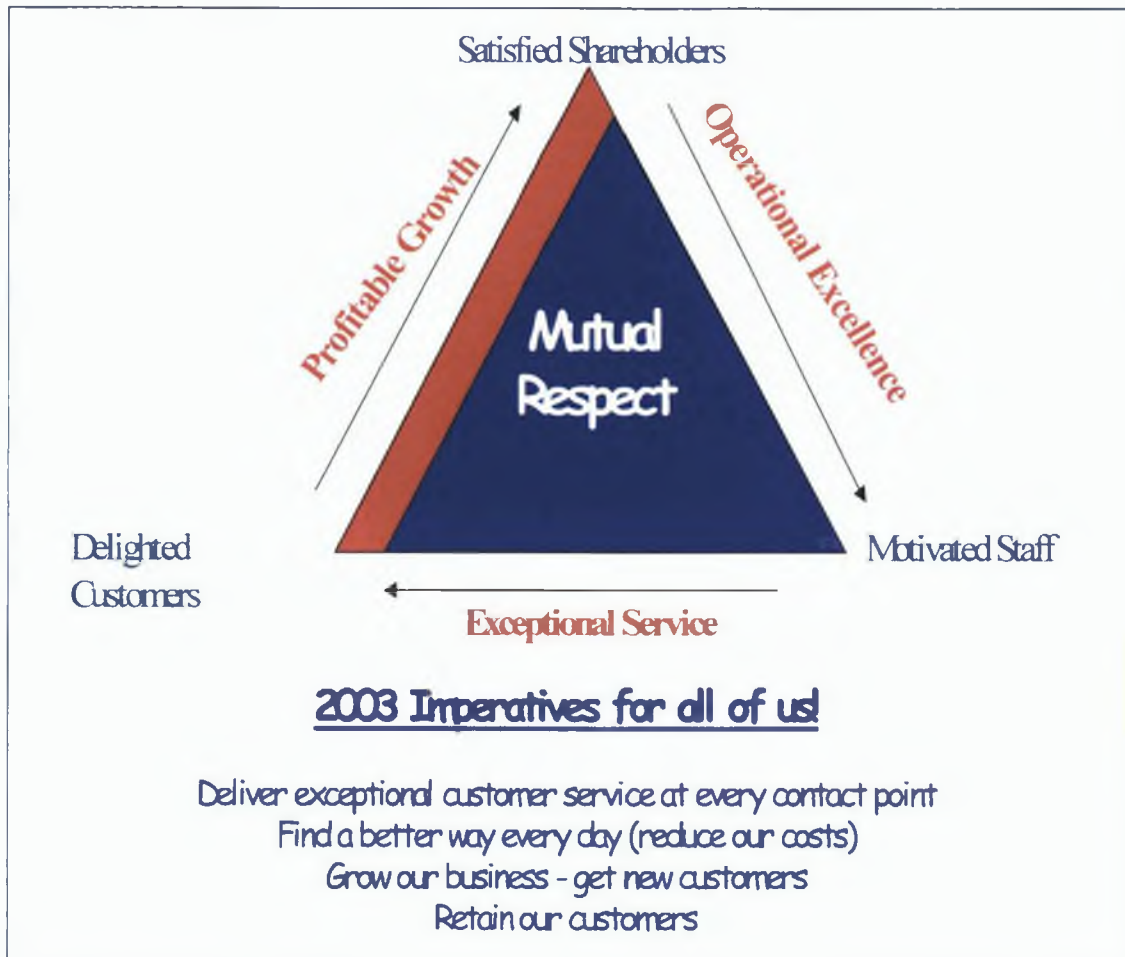 Satisfied Shareholders
Profitable Growth
Operational Excellence
Mutual
Respect
Delighted
Customers
Motivated Staff
Exceptional Service
2003 Imperatives for all of us!
Deliver exceptional customer service at every contact point
Find a better way every day (reduce our costs)
Grow our business - get new customers
Retain our customers